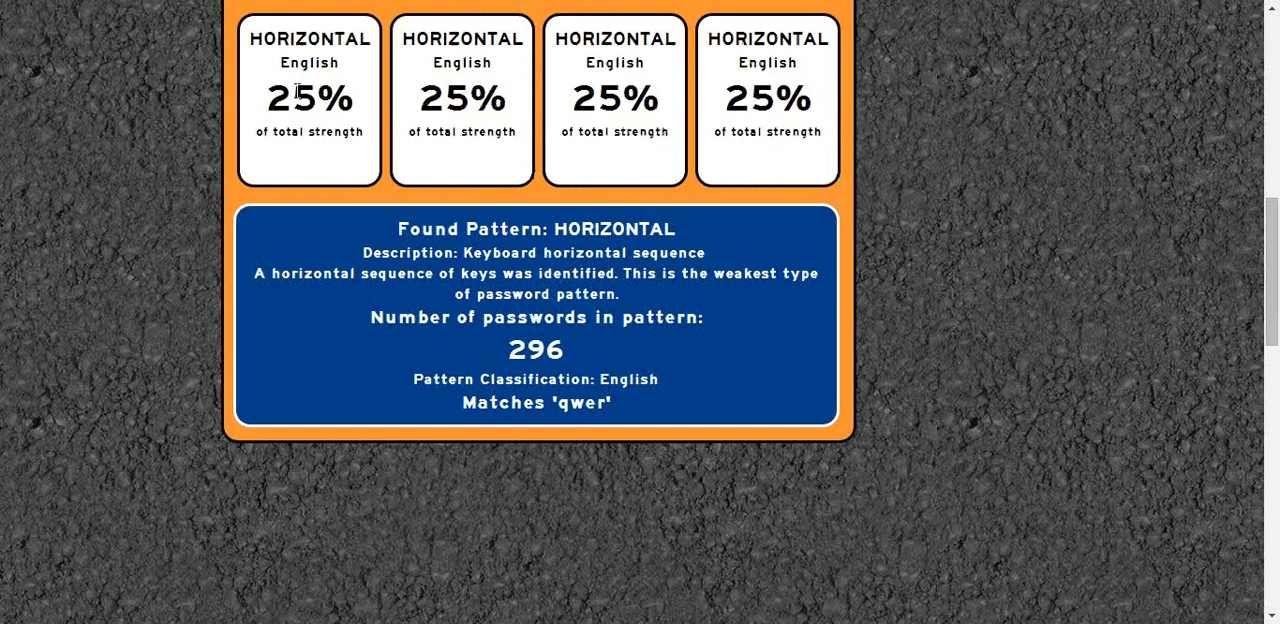 HORIZONTAL HORIZONTAL HORIZONTAL HORIZONTAL
English English English English
25% 25% 25% 25%
of total strength of total strength of total strength of total strength
Found Pattern: HORIZONTAL
Description: Keyboard horizontal sequence
A horizontal sequence of keys was identified. This is the weakest type
of password pattern.
Number of passwords in pattern:
296
Pattern Classification: English
Matches 'qwer'